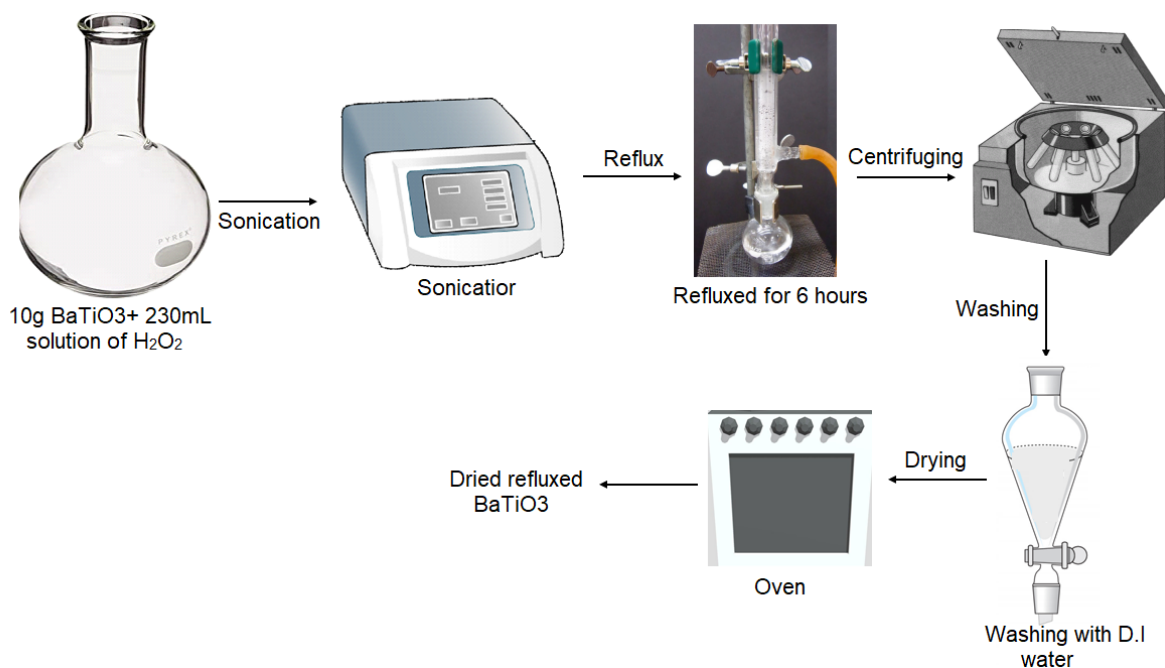 PYREX
10g BaTiO3+ 230mL
solution of H₂O₂
Sonication
Sonicatior
Reflux
Refluxed for 6 hours
Centrifuging
Washing
Washing with D.I
water
Drying
Oven
Dried refluxed
BaTiO3